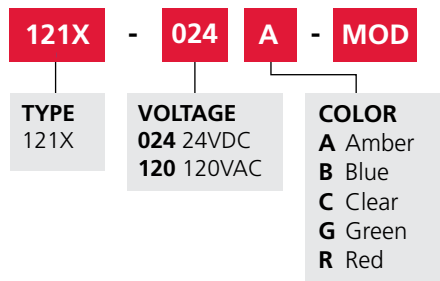 121X - 024 A - MOD
TYPE
121X
VOLTAGE
024 24VDC
120 120VAC
COLOR
A Amber
B Blue
C Clear
G Green
R Red